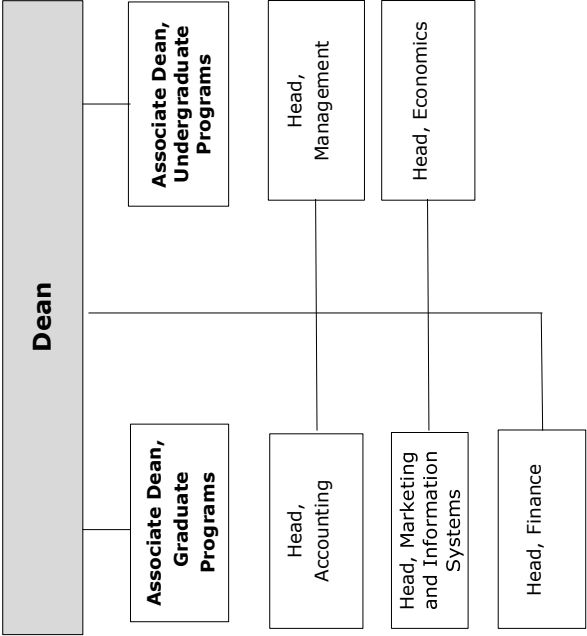 Dean
Associate Dean,
Graduate
Programs
Associate Dean,
Undergraduate
Programs
Head,
Accounting
Head,
Management
Head, Marketing
and Information
Systems
Head, Economics
Head, Finance